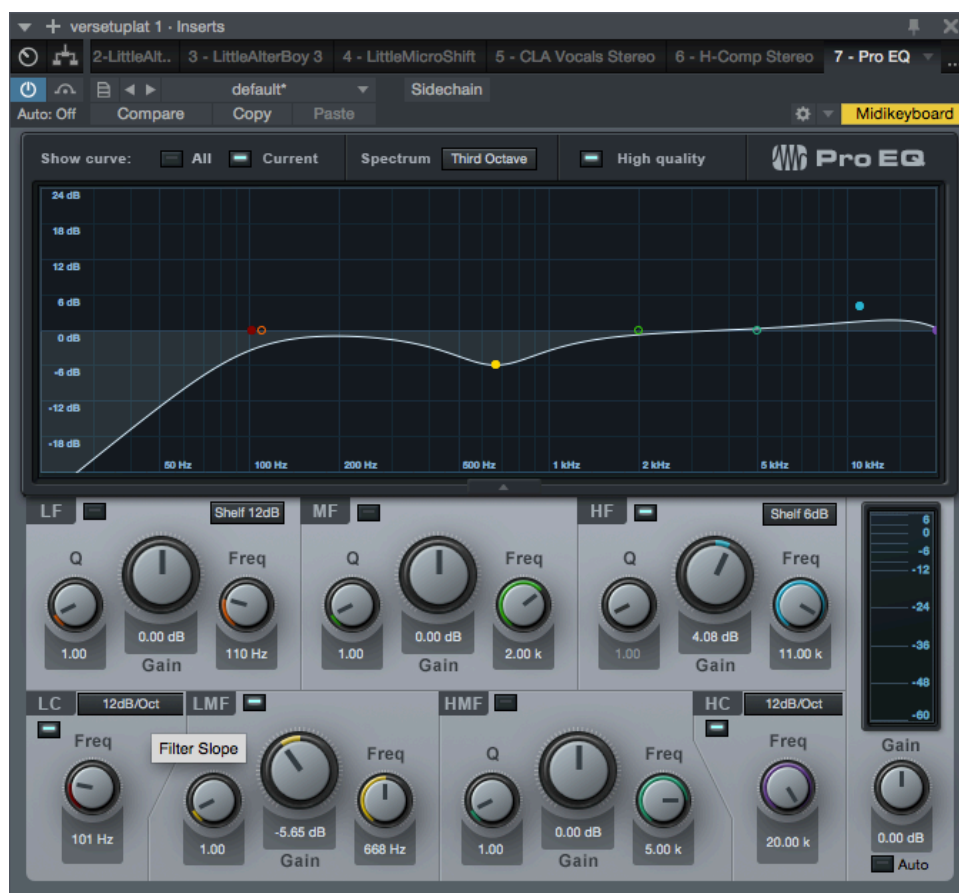 versetuplat 1 · Inserts
2-LittleAlt.. 3 - LittleAlterBoy 3 4 - LittleMicroShift 5 - CLA Vocals Stereo 6 - H-Comp Stereo 7 - Pro EQ ..
default* Sidechain
Auto: Off Compare Copy Paste Midikeyboard
Show curve: All Current Spectrum Third Octave High quality Pro EQ
24 dB
18 dB
12 dB
6 dB
0 dB
-6 dB
-12 dB
-18 dB
50 Hz 100 Hz 200 Hz 500 Hz 1 kHz 2 kHz 5 kHz 10 kHz
LF Shelf 12dB MF HF Shelf 6dB
Q Freq Q Freq Q Freq
0.00 dB 0.00 dB 4.08 dB
1.00 Gain 110 Hz 1.00 Gain 2.00 k 1.00 Gain 11.00 k
6
0
-6
-12
-24
-36
-48
-60
LC 12dB/Oct LMF HMF HC 12dB/Oct
Freq Filter Slope Freq Q Freq Freq Gain
101 Hz 1.00 -5.65 dB 668 Hz 1.00 0.00 dB 5.00 k 20.00 k 0.00 dB
Gain Gain Auto